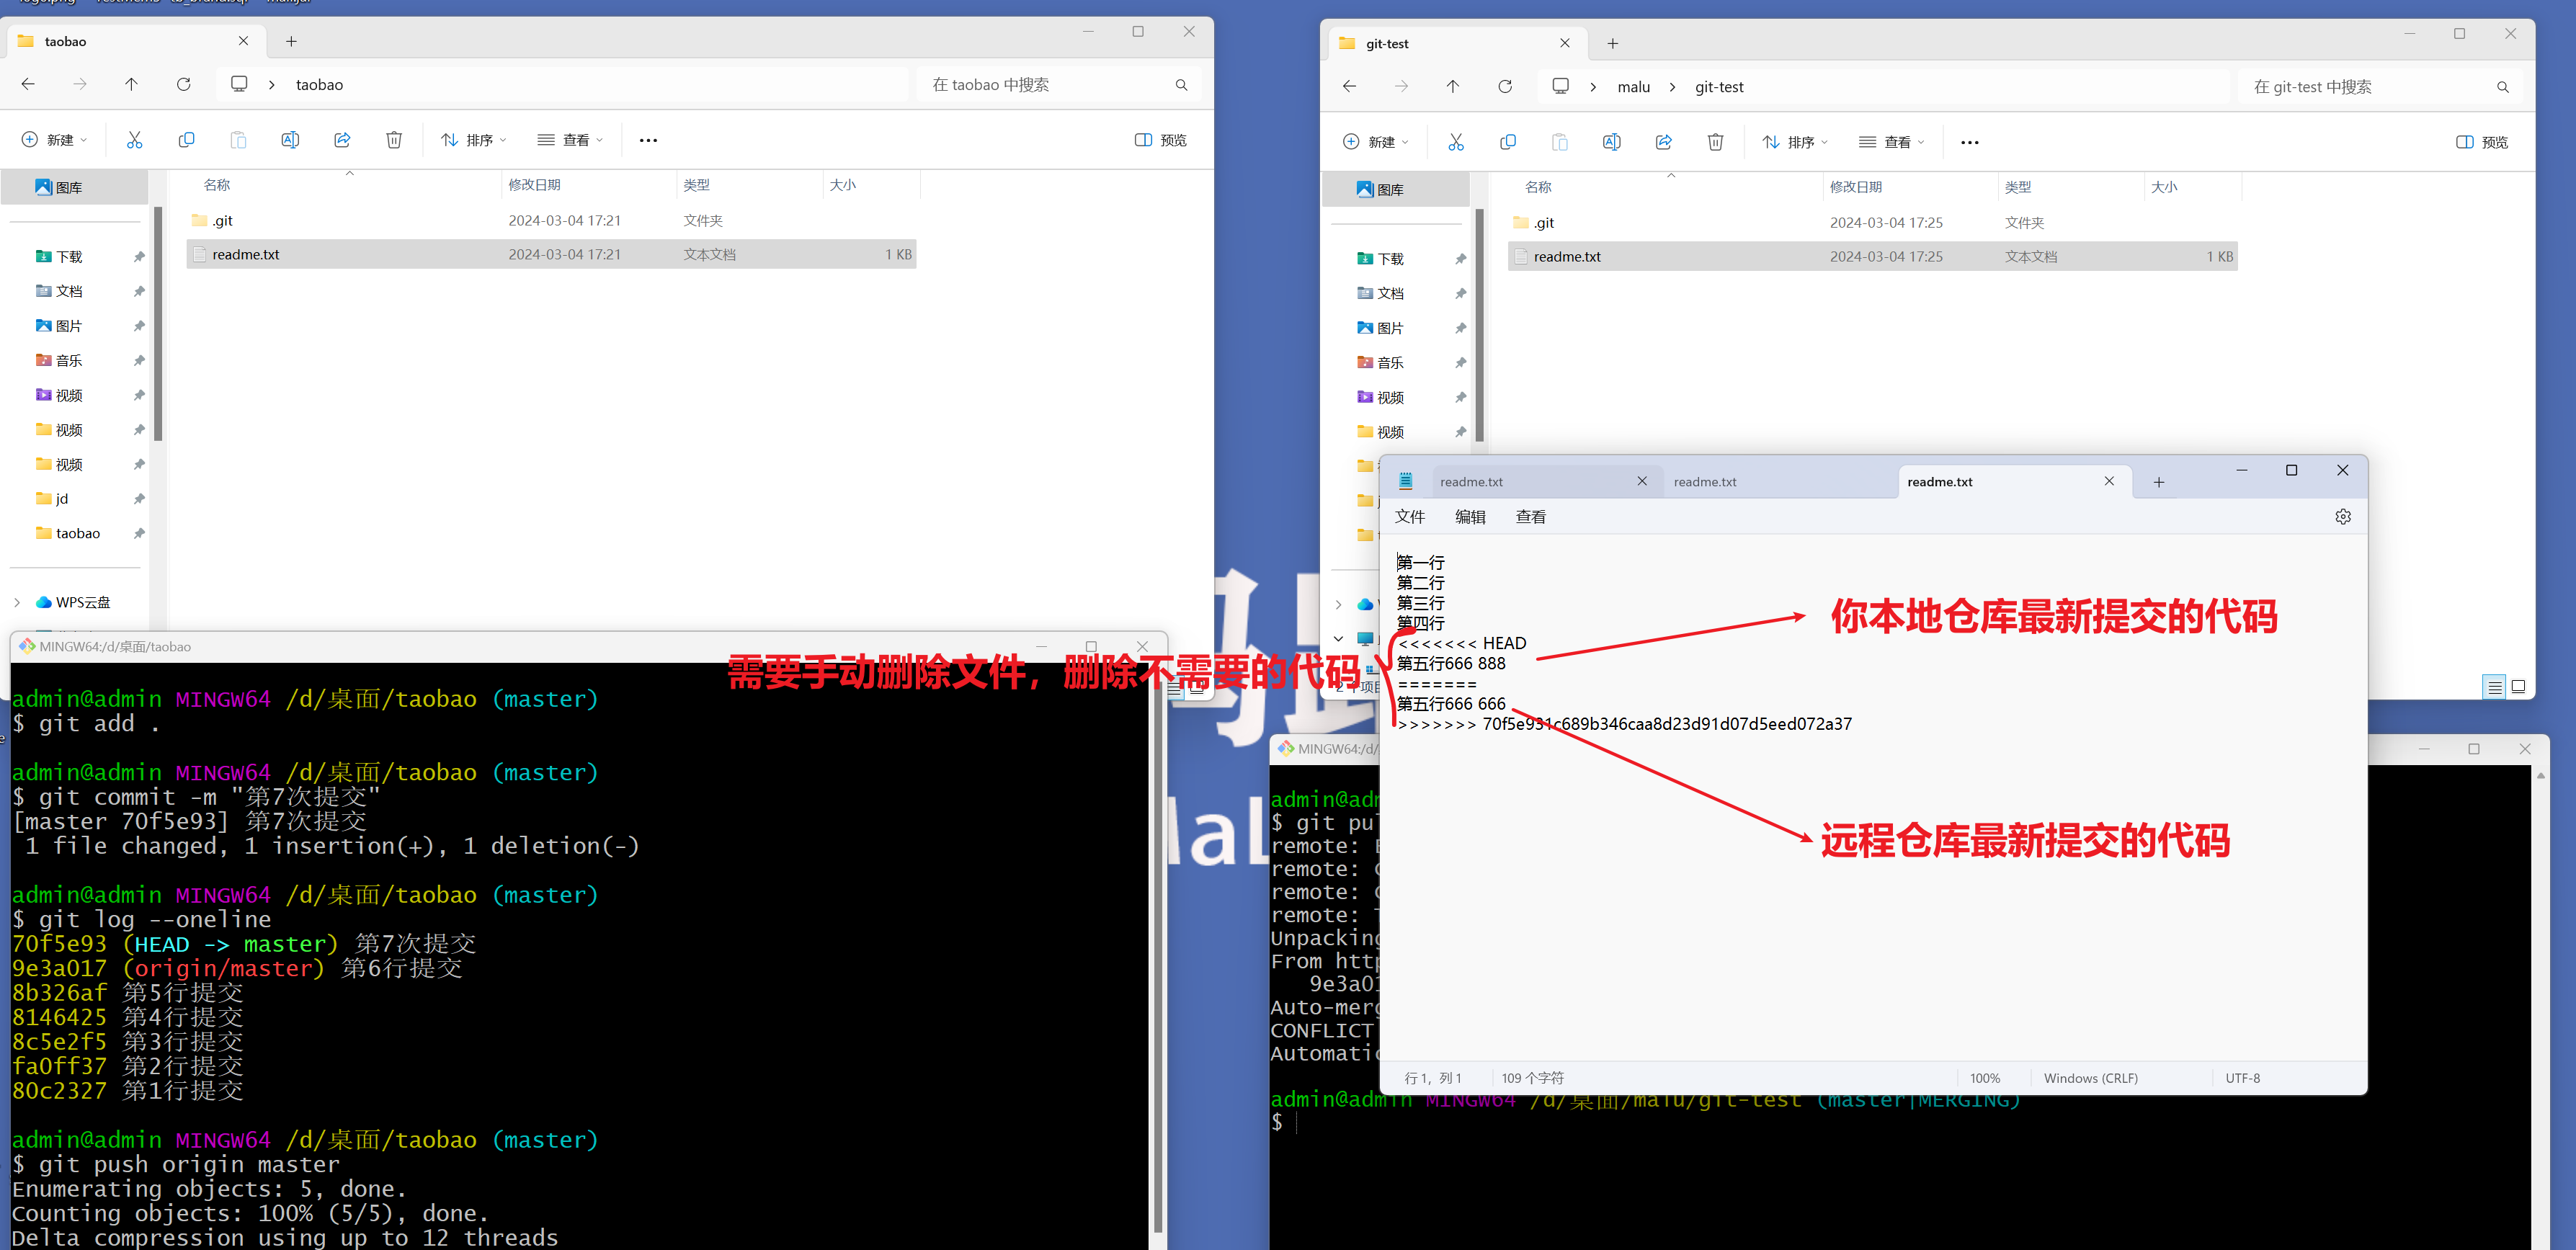 taobao
taobao
在 taobao 中搜索
新建
排序
查看
预览
图库
名称
修改日期
类型
大小
.git
2024-03-04 17:21
文件夹
readme.txt
2024-03-04 17:21
文本文档
1 KB
下载
文档
图片
音乐
视频
视频
视频
jd
taobao
WPS云盘
git-test
malu
git-test
在 git-test 中搜索
新建
排序
查看
预览
图库
名称
修改日期
类型
大小
.git
2024-03-04 17:25
文件夹
readme.txt
2024-03-04 17:25
文本文档
1 KB
下载
文档
图片
音乐
视频
视频
readme.txt
readme.txt
readme.txt
文件
编辑
查看
第一行
第二行
第三行
第四行
<<<<<<< HEAD
第五行666 888
=======
第五行666 666
>>>>>>> 70f5e931c689b346caa8d23d91d07d5eed072a37
行 1，列 1
109 个字符
100%
Windows (CRLF)
UTF-8
你本地仓库最新提交的代码
需要手动删除文件，删除不需要的代码
远程仓库最新提交的代码
MINGW64:/d/桌面/taobao
admin@admin MINGW64 /d/桌面/taobao (master)
$ git add .
admin@admin MINGW64 /d/桌面/taobao (master)
$ git commit -m "第7次提交"
[master 70f5e93] 第7次提交
1 file changed, 1 insertion(+), 1 deletion(-)
admin@admin MINGW64 /d/桌面/taobao (master)
$ git log --oneline
70f5e93 (HEAD -> master) 第7次提交
9e3a017 (origin/master) 第6行提交
8b326af 第5行提交
8146425 第4行提交
8c5e2f5 第3行提交
fa0ff37 第2行提交
80c2327 第1行提交
admin@admin MINGW64 /d/桌面/taobao (master)
$ git push origin master
Enumerating objects: 5, done.
Counting objects: 100% (5/5), done.
Delta compression using up to 12 threads
MINGW64:/d/
$ git pu
remote:
remote:
remote:
remote:
Unpacking
From http
9e3a01
Auto-merg
CONFLICT
Automatic
admin@admin MINGW64 /d/桌面/malu/git-test (master|MERGING)
$